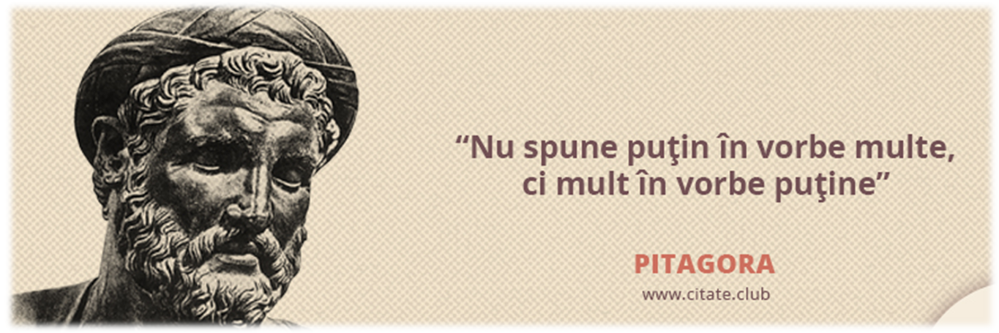 “Nu spune puţin în vorbe multe,
ci mult în vorbe puţine”
PITAGORA
www.citate.club